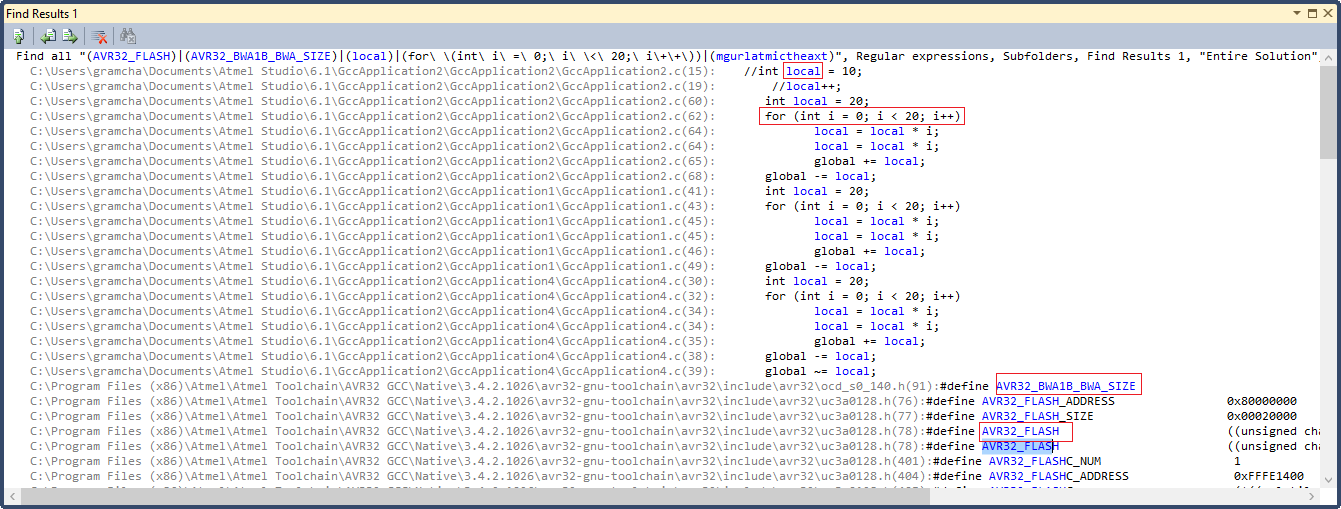 Find Results 1
Find all "(AVR32_FLASH)|(AVR32_BWA1B_BWA_SIZE)|(local)|(for\ \(int\ i\ =\ 0;\ i\ \<\ 20;\ i\+\+\))|(mgurlatmictheaxt)", Regular expressions, Subfolders, Find Results 1, "Entire Solution"
C:\Users\gramcha\Documents\Atmel Studio\6.1\GccApplication2\GccApplication2.c(15): //int local = 10;
C:\Users\gramcha\Documents\Atmel Studio\6.1\GccApplication2\GccApplication2.c(19): //local++;
C:\Users\gramcha\Documents\Atmel Studio\6.1\GccApplication2\GccApplication2.c(60): int local = 20;
C:\Users\gramcha\Documents\Atmel Studio\6.1\GccApplication2\GccApplication2.c(62): for (int i = 0; i < 20; i++)
C:\Users\gramcha\Documents\Atmel Studio\6.1\GccApplication2\GccApplication2.c(64): local = local * i;
C:\Users\gramcha\Documents\Atmel Studio\6.1\GccApplication2\GccApplication2.c(64): local = local * i;
C:\Users\gramcha\Documents\Atmel Studio\6.1\GccApplication2\GccApplication2.c(65): global += local;
C:\Users\gramcha\Documents\Atmel Studio\6.1\GccApplication2\GccApplication2.c(68): global -= local;
C:\Users\gramcha\Documents\Atmel Studio\6.1\GccApplication2\GccApplication1\GccApplication1.c(41): int local = 20;
C:\Users\gramcha\Documents\Atmel Studio\6.1\GccApplication2\GccApplication1\GccApplication1.c(43): for (int i = 0; i < 20; i++)
C:\Users\gramcha\Documents\Atmel Studio\6.1\GccApplication2\GccApplication1\GccApplication1.c(45): local = local * i;
C:\Users\gramcha\Documents\Atmel Studio\6.1\GccApplication2\GccApplication1\GccApplication1.c(45): local = local * i;
C:\Users\gramcha\Documents\Atmel Studio\6.1\GccApplication2\GccApplication1\GccApplication1.c(46): global += local;
C:\Users\gramcha\Documents\Atmel Studio\6.1\GccApplication2\GccApplication1\GccApplication1.c(49): global -= local;
C:\Users\gramcha\Documents\Atmel Studio\6.1\GccApplication2\GccApplication4\GccApplication4.c(30): int local = 20;
C:\Users\gramcha\Documents\Atmel Studio\6.1\GccApplication2\GccApplication4\GccApplication4.c(32): for (int i = 0; i < 20; i++)
C:\Users\gramcha\Documents\Atmel Studio\6.1\GccApplication2\GccApplication4\GccApplication4.c(34): local = local * i;
C:\Users\gramcha\Documents\Atmel Studio\6.1\GccApplication2\GccApplication4\GccApplication4.c(34): local = local * i;
C:\Users\gramcha\Documents\Atmel Studio\6.1\GccApplication2\GccApplication4\GccApplication4.c(35): global += local;
C:\Users\gramcha\Documents\Atmel Studio\6.1\GccApplication2\GccApplication4\GccApplication4.c(38): global -= local;
C:\Users\gramcha\Documents\Atmel Studio\6.1\GccApplication2\GccApplication4\GccApplication4.c(39): global ~= local;
C:\Program Files (x86)\Atmel\Atmel Toolchain\AVR32 GCC\Native\3.4.2.1026\avr32-gnu-toolchain\avr32\include\avr32\ocd_s0_140.h(91):#define AVR32_BWA1B_BWA_SIZE
C:\Program Files (x86)\Atmel\Atmel Toolchain\AVR32 GCC\Native\3.4.2.1026\avr32-gnu-toolchain\avr32\include\avr32\uc3a0128.h(76):#define AVR32_FLASH_ADDRESS 0x80000000
C:\Program Files (x86)\Atmel\Atmel Toolchain\AVR32 GCC\Native\3.4.2.1026\avr32-gnu-toolchain\avr32\include\avr32\uc3a0128.h(77):#define AVR32_FLASH_SIZE 0x00020000
C:\Program Files (x86)\Atmel\Atmel Toolchain\AVR32 GCC\Native\3.4.2.1026\avr32-gnu-toolchain\avr32\include\avr32\uc3a0128.h(78):#define AVR32_FLASH ((unsigned cha
C:\Program Files (x86)\Atmel\Atmel Toolchain\AVR32 GCC\Native\3.4.2.1026\avr32-gnu-toolchain\avr32\include\avr32\uc3a0128.h(78):#define AVR32_FLASH ((unsigned cha
C:\Program Files (x86)\Atmel\Atmel Toolchain\AVR32 GCC\Native\3.4.2.1026\avr32-gnu-toolchain\avr32\include\avr32\uc3a0128.h(401):#define AVR32_FLASHC_NUM 1
C:\Program Files (x86)\Atmel\Atmel Toolchain\AVR32 GCC\Native\3.4.2.1026\avr32-gnu-toolchain\avr32\include\avr32\uc3a0128.h(404):#define AVR32_FLASHC_ADDRESS 0xFFFE1400